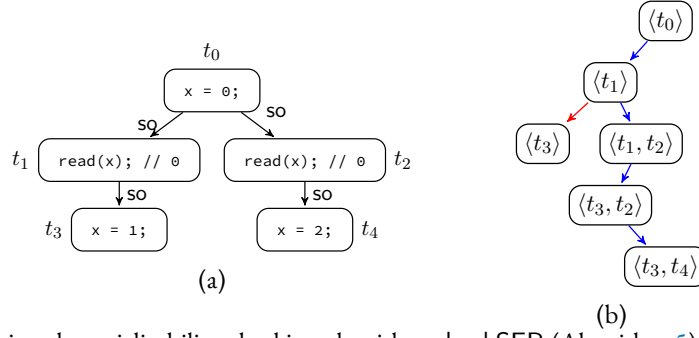 t₀
x = 0;
so
so
t₁
read(x); // 0
read(x); // 0
t₂
so
so
t₃
x = 1;
x = 2;
t₄
(a)
⟨t₀⟩
⟨t₁⟩
⟨t₃⟩
⟨t₁, t₂⟩
⟨t₃, t₂⟩
⟨t₃, t₄⟩
(b)